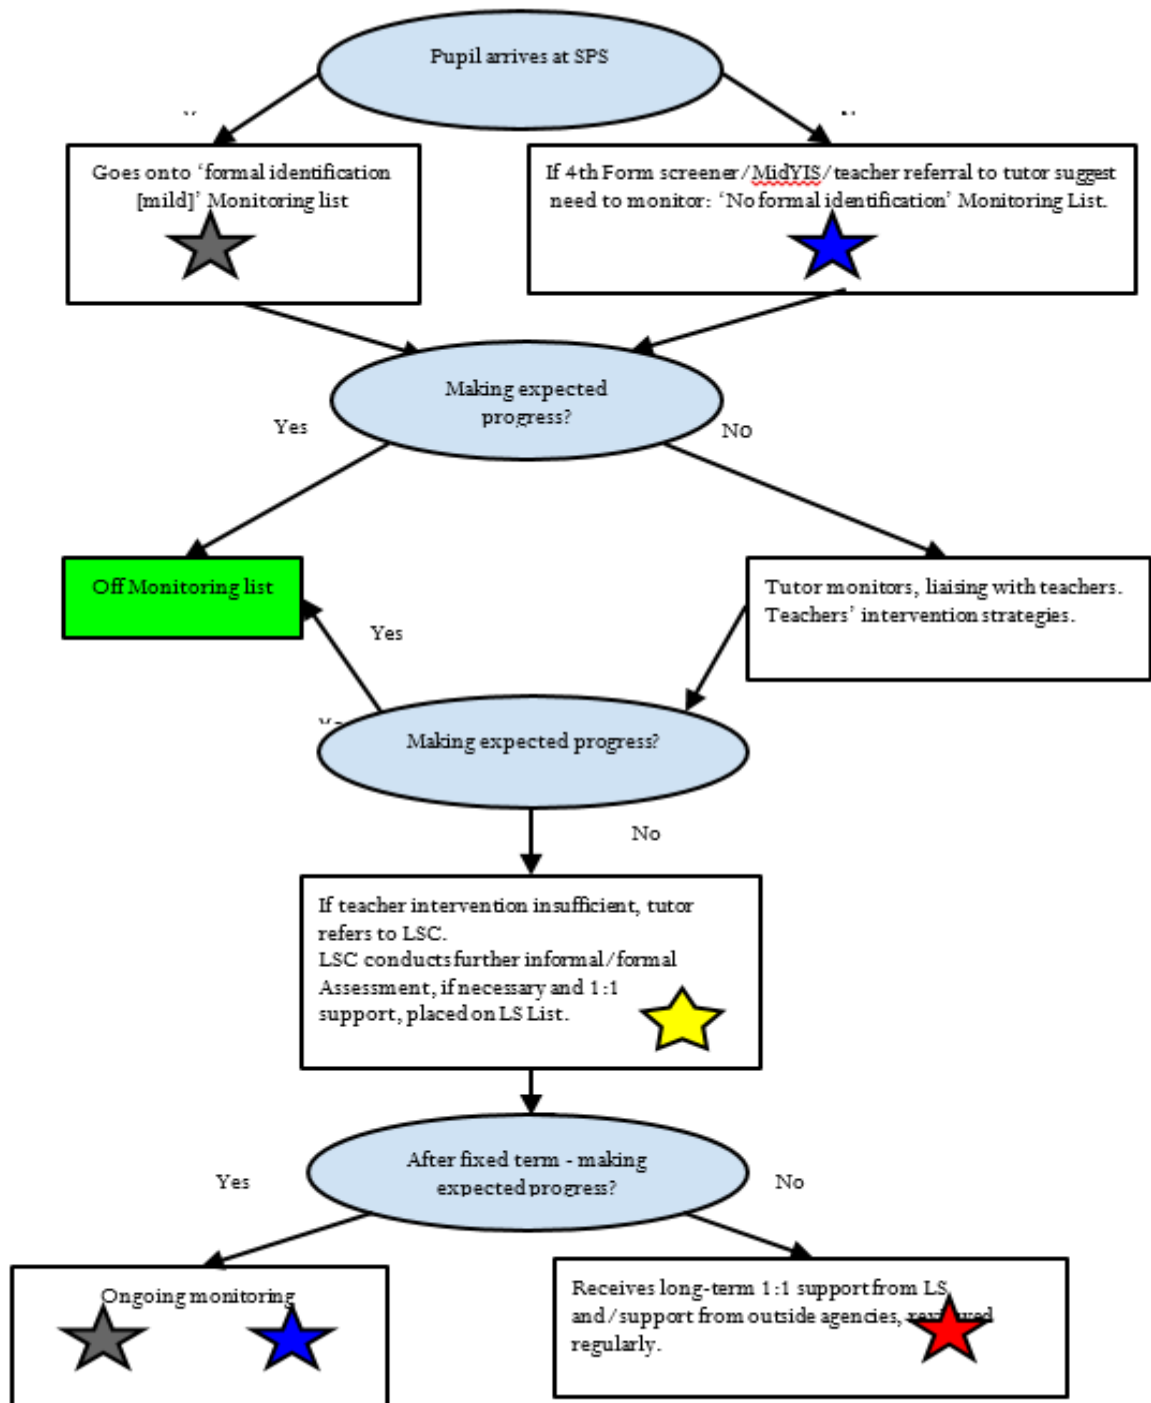 Pupil arrives at SPS
Goes onto ‘formal identification
[mild]’ Monitoring list
If 4th Form screener/MidYIS/teacher referral to tutor suggest
need to monitor: ‘No formal identification’ Monitoring List.
Making expected
progress?
Yes
No
Off Monitoring list
Tutor monitors, liaising with teachers.
Teachers’ intervention strategies.
Yes
Making expected progress?
No
If teacher intervention insufficient, tutor
refers to LSC.
LSC conducts further informal/formal
Assessment, if necessary and 1:1
support, placed on LS List.
After fixed term - making
expected progress?
Yes
No
Ongoing monitoring
Receives long-term 1:1 support from LS
and/support from outside agencies, reviewed
regularly.